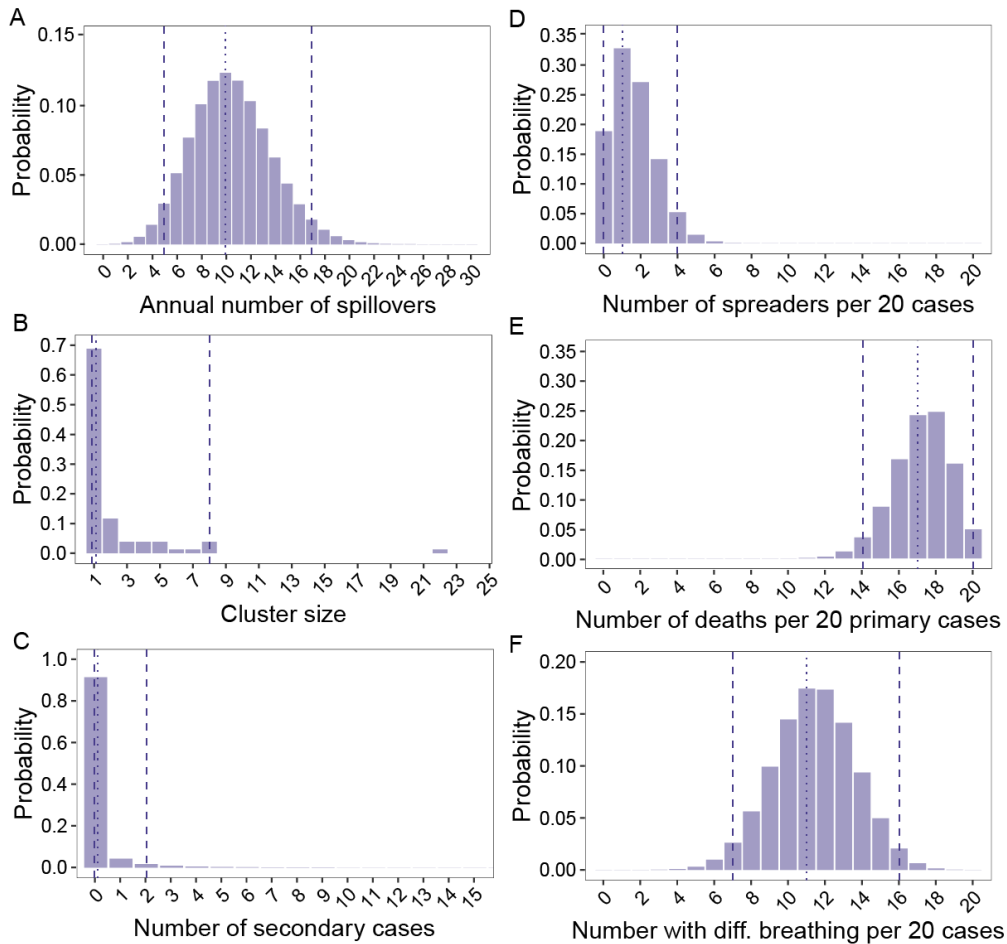 A
Probability
0.15
0.10
0.05
0.00
0 2 4 6 8 10 12 14 16 18 20 22 24 26 28 30
Annual number of spillovers
B
Probability
0.7
0.6
0.5
0.4
0.3
0.2
0.1
0.0
1 3 5 7 9 11 13 15 17 19 21 23 25
Cluster size
C
Probability
1.0
0.8
0.6
0.4
0.2
0.0
0 1 2 3 4 5 6 7 8 9 10 11 12 13 14 15
Number of secondary cases
D
Probability
0.35
0.30
0.25
0.20
0.15
0.10
0.05
0.00
0 2 4 6 8 10 12 14 16 18 20
Number of spreaders per 20 cases
E
Probability
0.35
0.30
0.25
0.20
0.15
0.10
0.05
0.00
0 2 4 6 8 10 12 14 16 18 20
Number of deaths per 20 primary cases
F
Probability
0.20
0.15
0.10
0.05
0.00
0 2 4 6 8 10 12 14 16 18 20
Number with diff. breathing per 20 cases